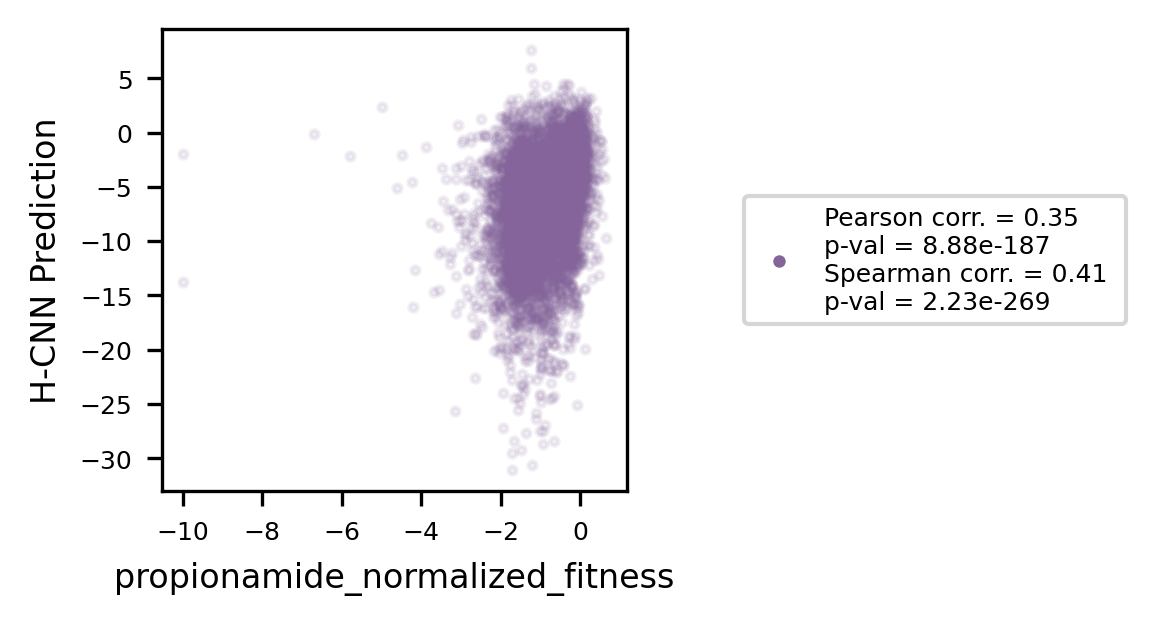 5
0
−5
−10
−15
−20
−25
−30
H-CNN Prediction
−10 −8 −6 −4 −2 0
propionamide_normalized_fitness
Pearson corr. = 0.35
p-val = 8.88e-187
Spearman corr. = 0.41
p-val = 2.23e-269